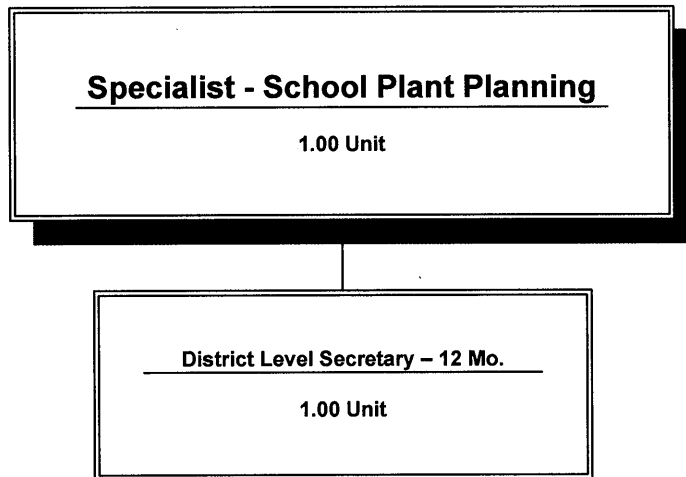 Specialist - School Plant Planning
1.00 Unit
District Level Secretary – 12 Mo.
1.00 Unit